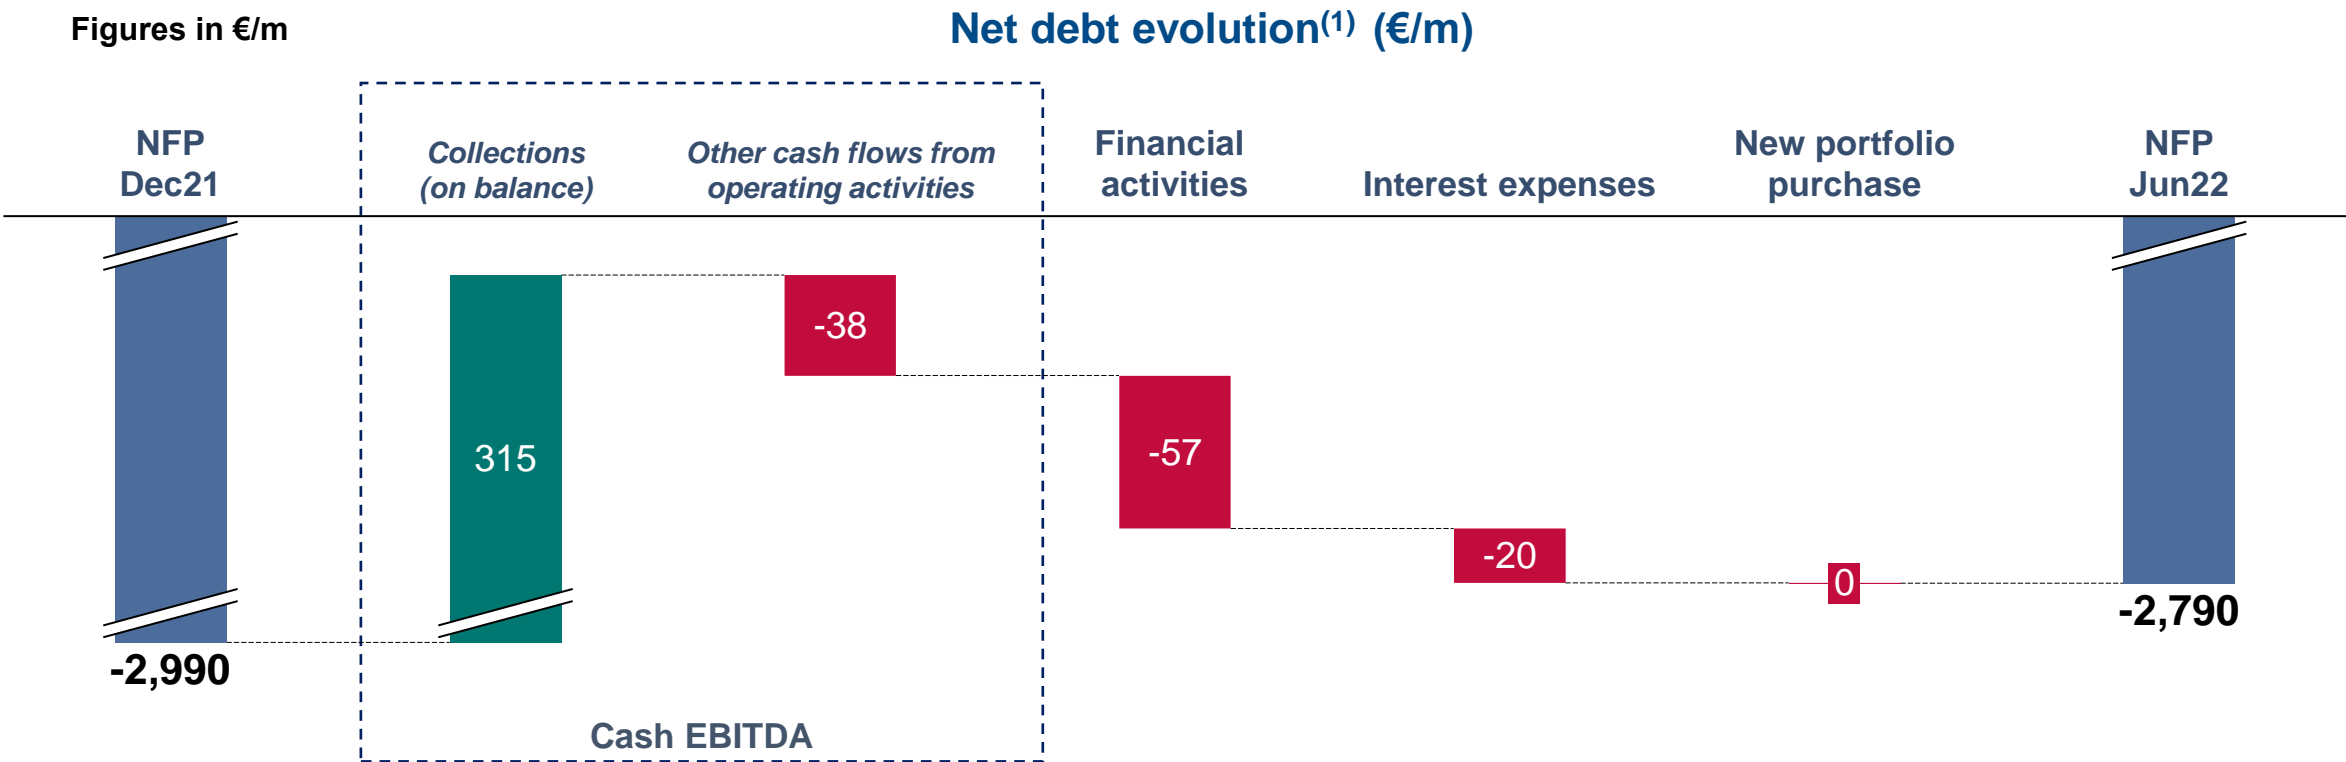 Figures in €/m
Net debt evolution(1) (€/m)
NFP
Dec21
Collections
(on balance)
Other cash flows from
operating activities
Financial
activities
Interest expenses
New portfolio
purchase
NFP
Jun22
-38
315
-57
-20
0
-2,990
-2,790
Cash EBITDA